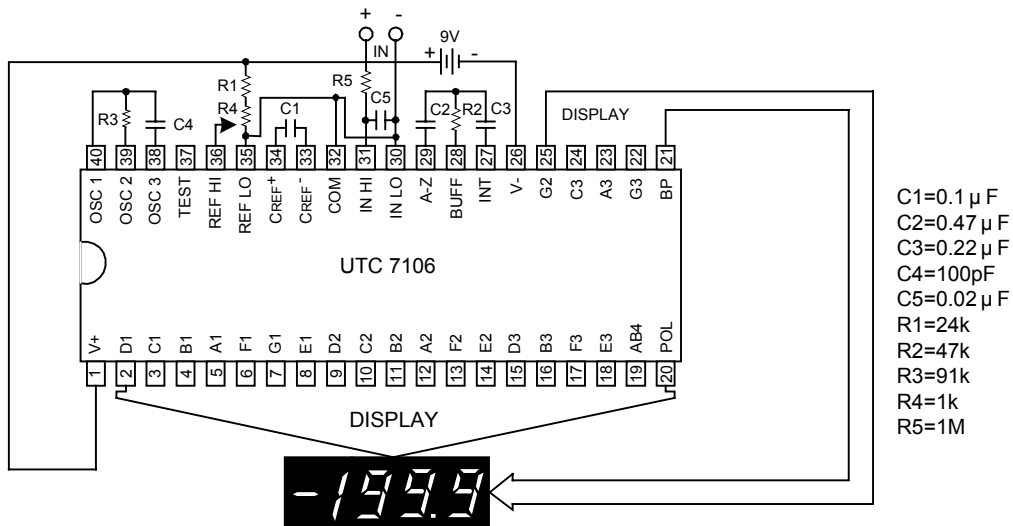 + -
IN
+ 9V -
R1
R5
R4
C1
C5
C2
R2
C3
R3
C4
DISPLAY
40 39 38 37 36 35 34 33 32 31 30 29 28 27 26 25 24 23 22 21
OSC 1
OSC 2
OSC 3
TEST
REF HI
REF LO
CREF+
CREF-
COM
IN HI
IN LO
A-Z
BUFF
INT
V-
G2
C3
A3
G3
BP
UTC 7106
V+
D1
C1
B1
A1
F1
G1
E1
D2
C2
B2
A2
F2
E2
D3
B3
F3
E3
AB4
POL
1 2 3 4 5 6 7 8 9 10 11 12 13 14 15 16 17 18 19 20
DISPLAY
-199.9
C1=0.1 μ F
C2=0.47 μ F
C3=0.22 μ F
C4=100pF
C5=0.02 μ F
R1=24k
R2=47k
R3=91k
R4=1k
R5=1M